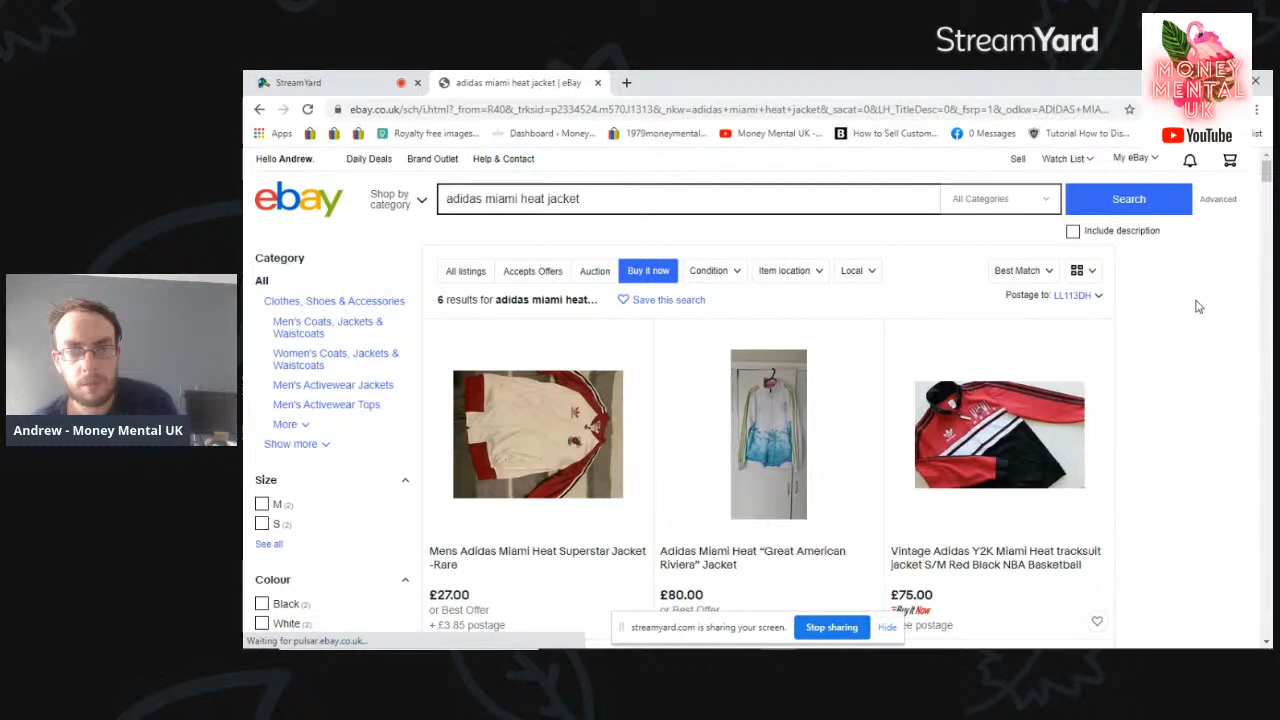 StreamYard
MONEY
MENTAL
UK
YouTube
StreamYard
adidas miami heat jacket | eBay
ebay.co.uk/sch/i.html?_from=R40&_trksid=p2334524.m570.l1313&_nkw=adidas+miami+heat+jacket&_sacat=0&LH_TitleDesc=0&_fsrp=1&_odkw=ADIDAS+MIA...
Apps
Royalty free images...
Dashboard ‹ Money...
1979moneymental...
Money Mental UK -...
How to Sell Custom...
0 Messages
Tutorial How to Dis...
Hello Andrew.
Daily Deals
Brand Outlet
Help & Contact
Sell
Watch List
My eBay
ebay
Shop by
category
adidas miami heat jacket
All Categories
Search
Advanced
Include description
Category
All
Clothes, Shoes & Accessories
Men's Coats, Jackets &
Waistcoats
Women's Coats, Jackets &
Waistcoats
Men's Activewear Jackets
Men's Activewear Tops
More
Show more
Size
M (2)
S (2)
See all
Colour
Black (2)
White (2)
All listings
Accepts Offers
Auction
Buy it now
Condition
Item location
Local
Best Match
6 results for adidas miami heat...
Save this search
Postage to: LL113DH
Mens Adidas Miami Heat Superstar Jacket
-Rare
£27.00
or Best Offer
+ £3.85 postage
Adidas Miami Heat “Great American
Riviera” Jacket
£80.00
or Best Offer
Vintage Adidas Y2K Miami Heat tracksuit
jacket S/M Red Black NBA Basketball
£75.00
Buy It Now
ee postage
streamyard.com is sharing your screen.
Stop sharing
Hide
Waiting for pulsar.ebay.co.uk...
Andrew - Money Mental UK